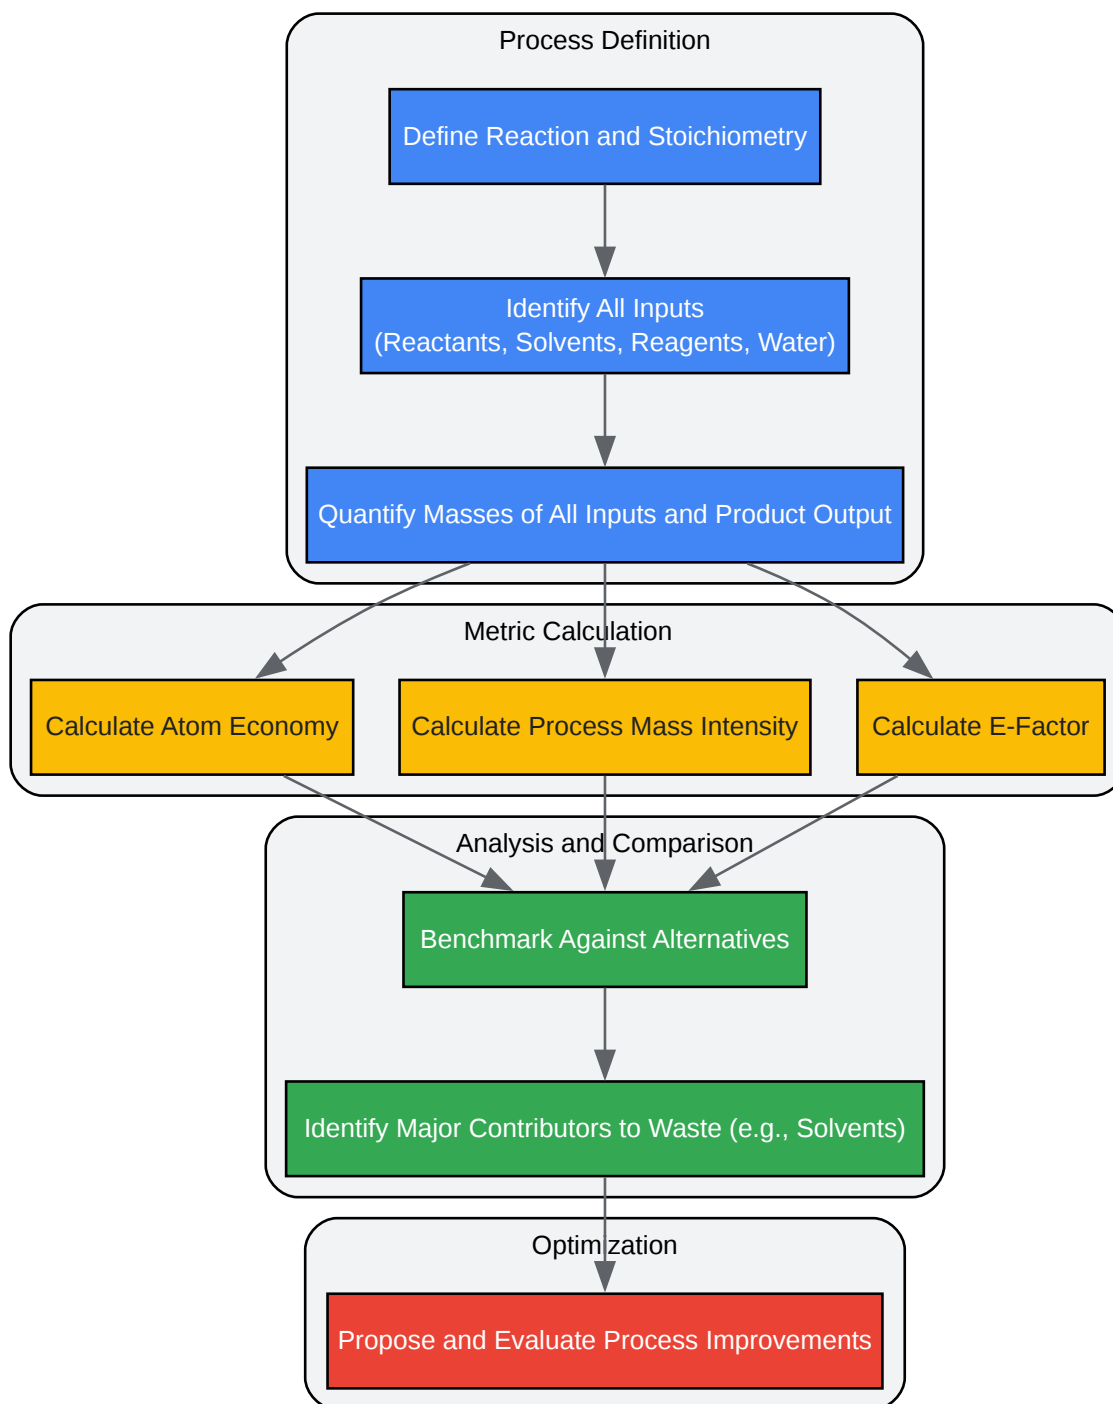 Process Definition
Define Reaction and Stoichiometry
Identify All Inputs
(Reactants, Solvents, Reagents, Water)
Quantify Masses of All Inputs and Product Output
Metric Calculation
Calculate Atom Economy
Calculate Process Mass Intensity
Calculate E-Factor
Analysis and Comparison
Benchmark Against Alternatives
Identify Major Contributors to Waste (e.g., Solvents)
Optimization
Propose and Evaluate Process Improvements